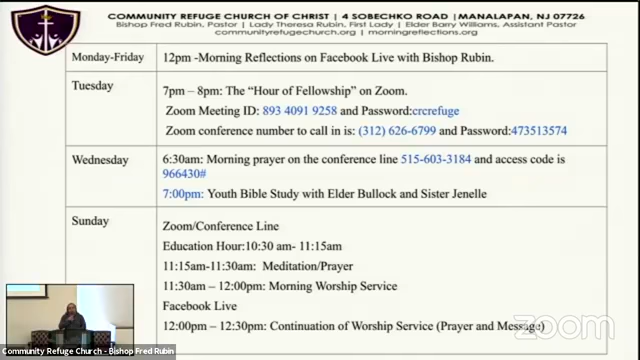 COMMUNITY REFUGE CHURCH OF CHRIST | 4 SOBECHKO ROAD |MANALAPAN, NJ 07726
Bishop Fred Rubin, Pastor | Lady Theresa Rubin, First Lady | Elder Barry Williams, Assistant Pastor
communityrefugechurch.org | morningreflections.org
Monday-Friday
12pm -Morning Reflections on Facebook Live with Bishop Rubin.
Tuesday
7pm – 8pm: The “Hour of Fellowship” on Zoom.
Zoom Meeting ID: 893 4091 9258 and Password:crcrefuge
Zoom conference number to call in is: (312) 626-6799 and Password:473513574
Wednesday
6:30am: Morning prayer on the conference line 515-603-3184 and access code is
966430#
7:00pm: Youth Bible Study with Elder Bullock and Sister Jenelle
Sunday
Zoom/Conference Line
Education Hour:10:30 am- 11:15am
11:15am-11:30am: Meditation/Prayer
11:30am – 12:00pm: Morning Worship Service
Facebook Live
12:00pm – 12:30pm: Continuation of Worship Service (Prayer and Message)
zoom
Community Refuge Church - Bishop Fred Rubin